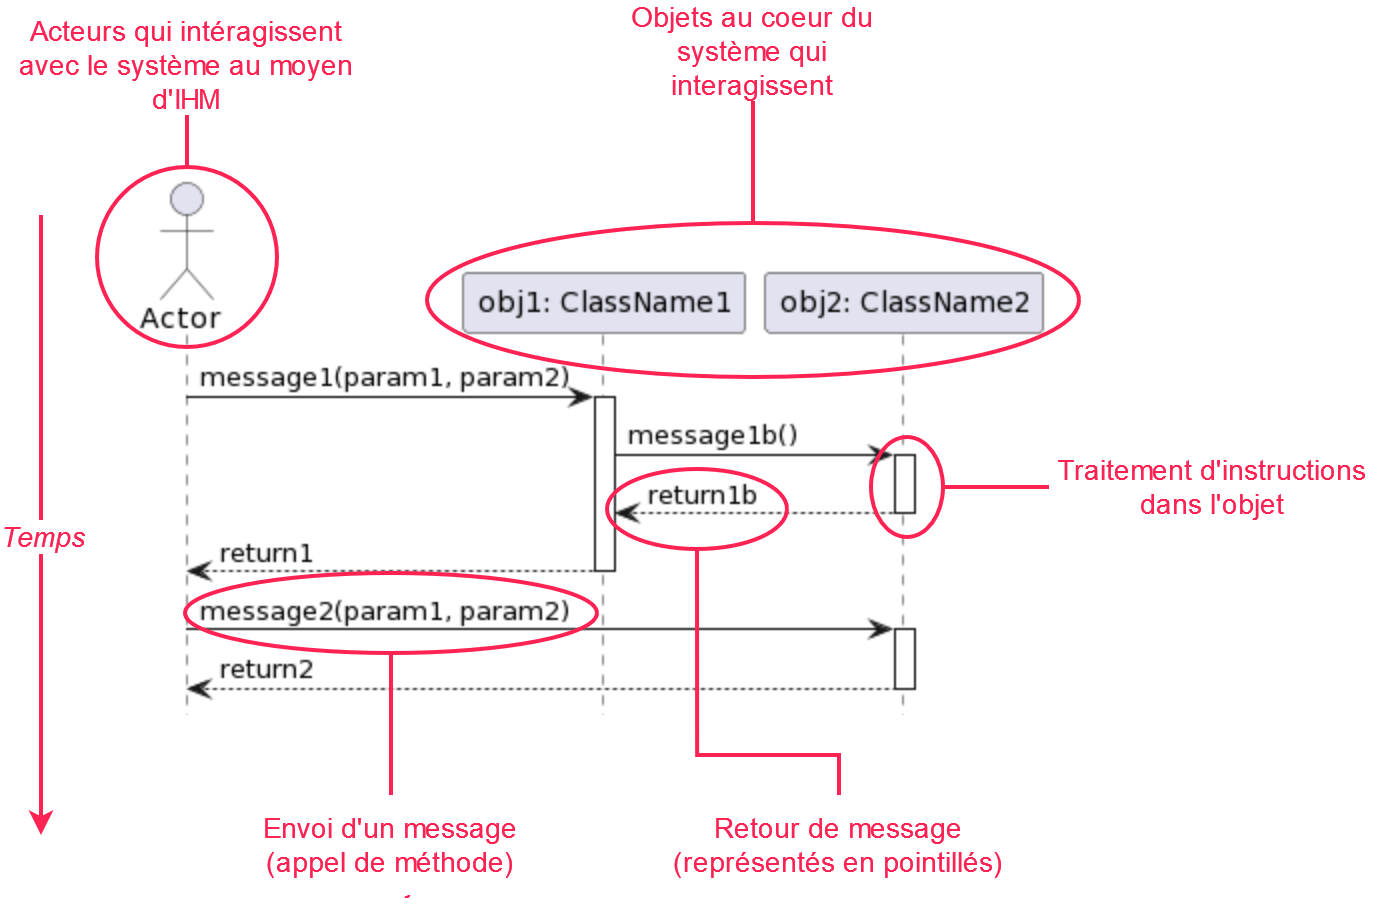 Acteurs qui intéragissent
avec le système au moyen
d'IHM
Objets au coeur du
système qui
interagissent
Actor
obj1: ClassName1
obj2: ClassName2
message1(param1, param2)
message1b()
return1b
Traitement d'instructions
dans l'objet
Temps
return1
message2(param1, param2)
return2
Envoi d'un message
(appel de méthode)
Retour de message
(représentés en pointillés)